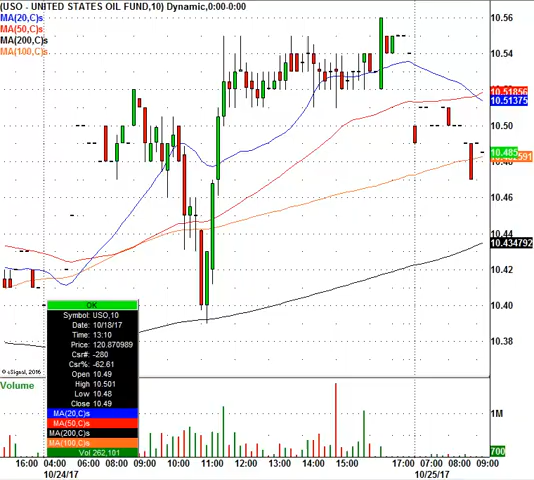 (USO - UNITED STATES OIL FUND,10) Dynamic,0:00-0:00
MA(20,C)s
MA(50,C)s
MA(200,C)s
MA(100,C)s
10.56
10.54
10.51856
10.51375
10.50
10.485
591
10.46
10.44
10.434792
10.42
10.40
10.38
OK
Symbol: USO,10
Date: 10/18/17
Time: 13:10
Price: 120.870989
Csr#: -280
Csr%: -62.61
Open 10.49
High 10.501
Low 10.48
Close 10.49
MA(20,C)s
MA(50,C)s
MA(200,C)s
MA(100,C)s
Vol 262,101
© eSignal, 2016
Volume
1M
700
16:00 04:00 06:00 08:00 09:00 10:00 11:00 12:00 13:00 14:00 15:00 17:00 07:00 08:00 09:00
10/24/17 10/25/17